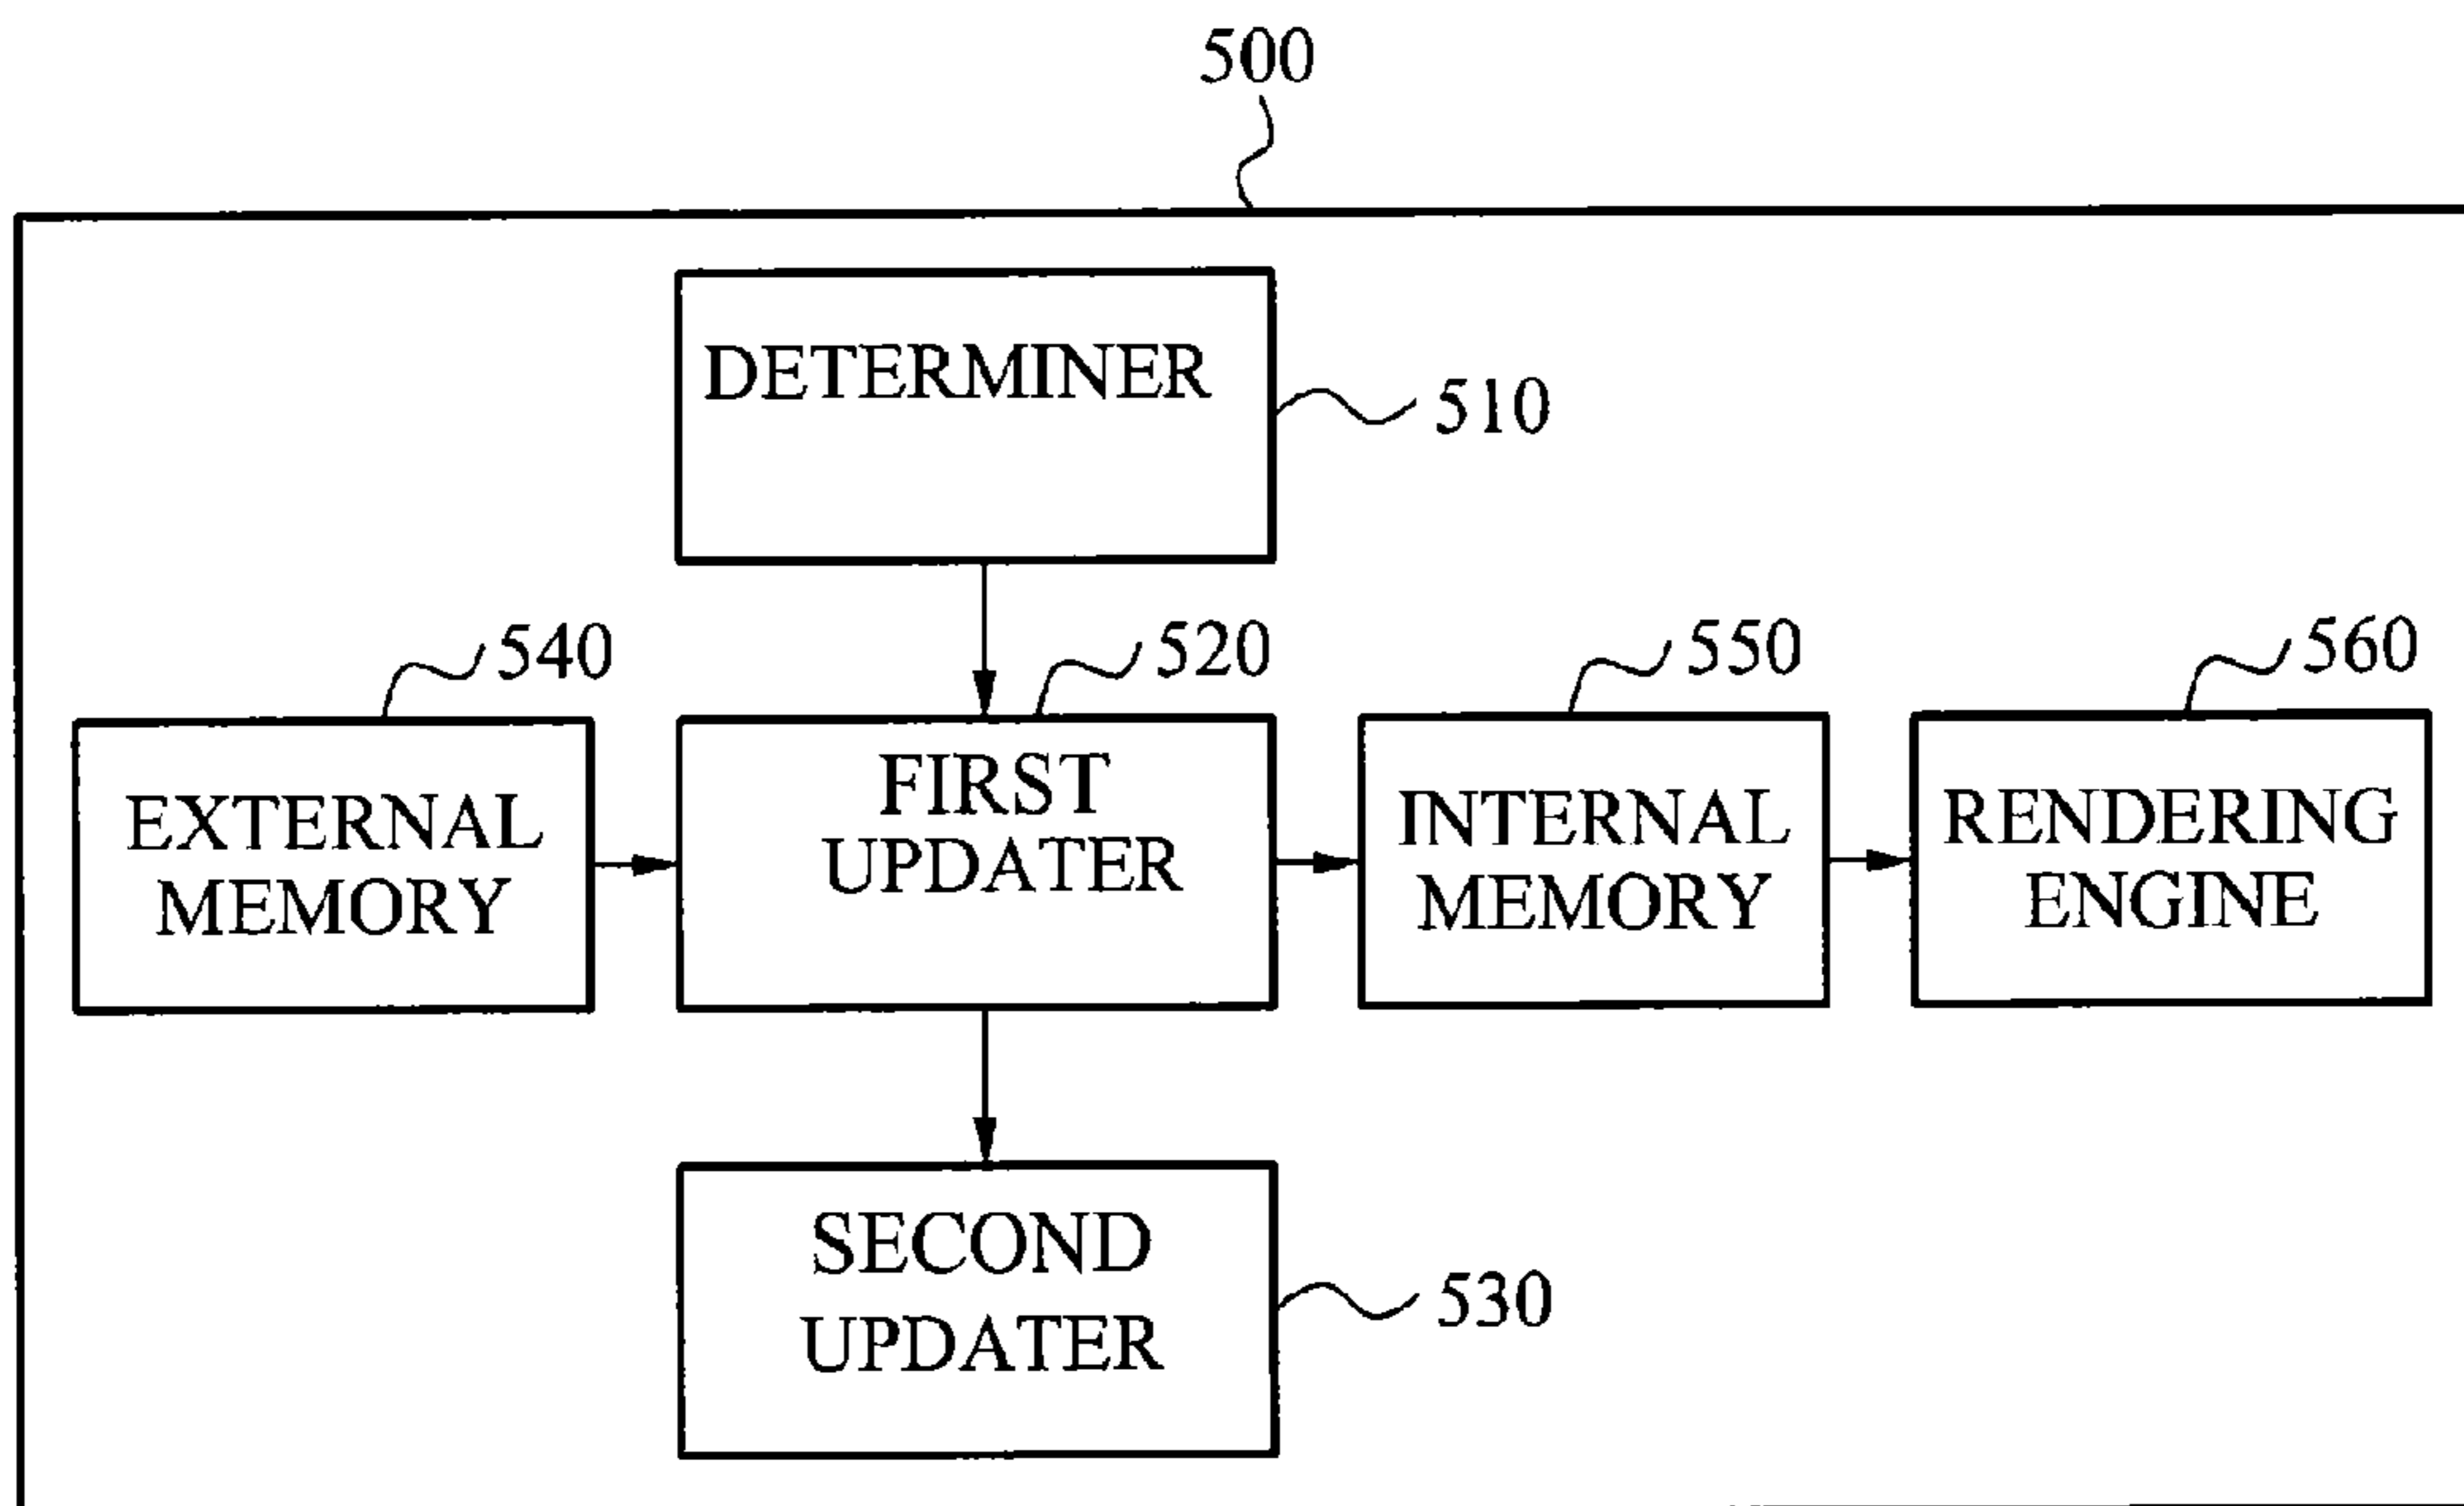 500
DETERMINER
510
540
520
550
560
EXTERNAL
MEMORY
FIRST
UPDATER
INTERNAL
MEMORY
RENDERING
ENGINE
SECOND
UPDATER
530